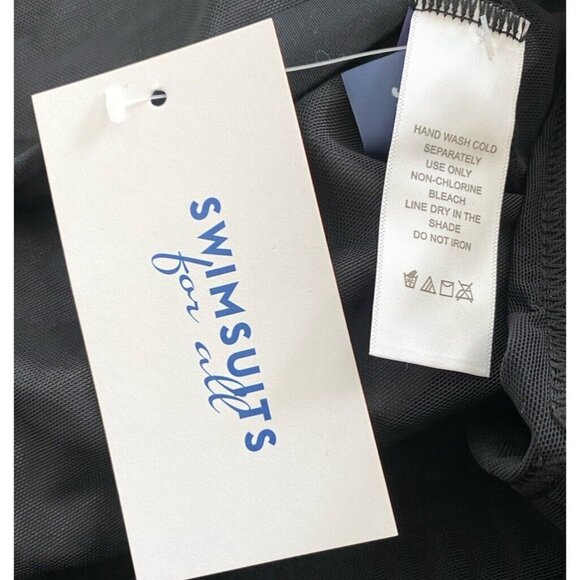 SWIMSUITS
for all
HAND WASH COLD
SEPARATELY
USE ONLY
NON-CHLORINE
BLEACH
LINE DRY IN THE
SHADE
DO NOT IRON